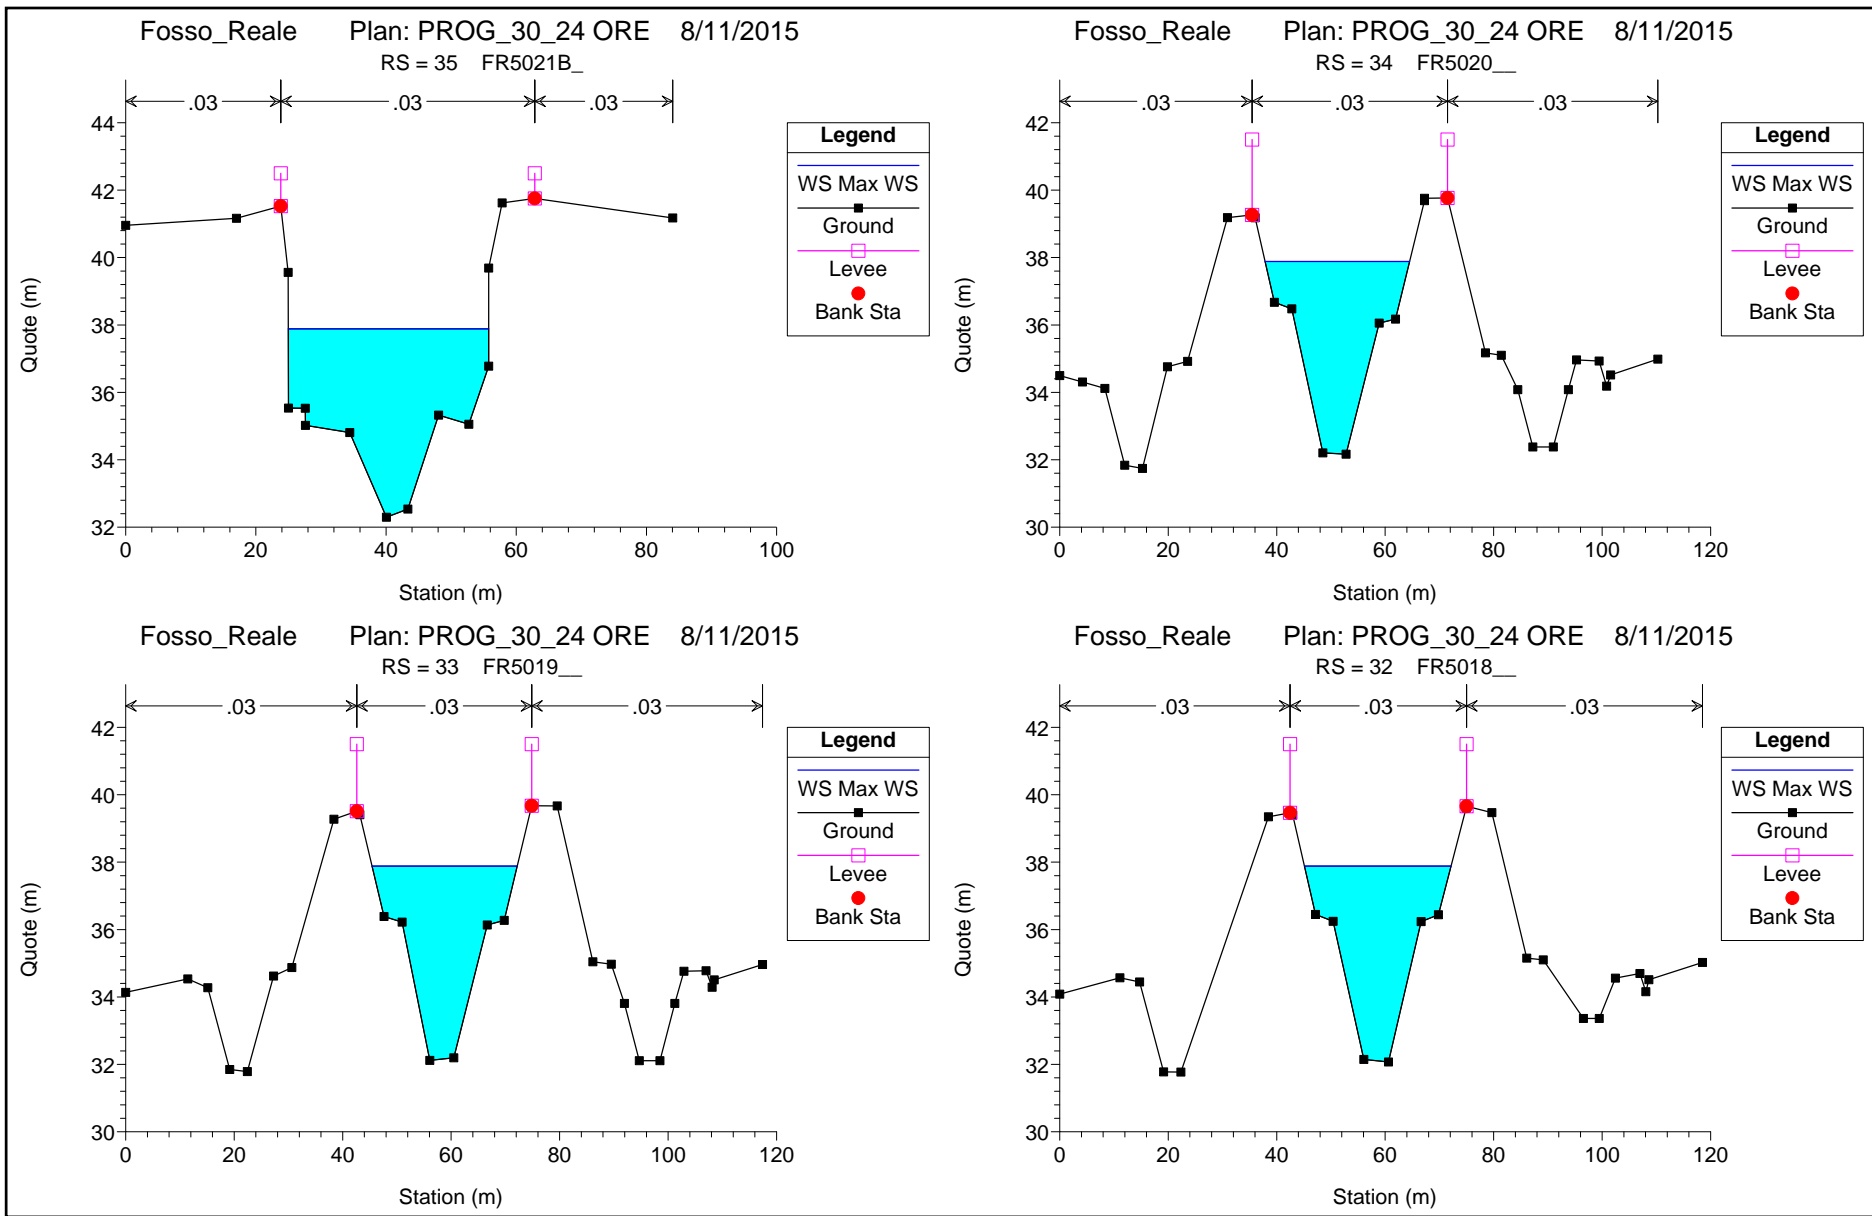 Fosso_Reale Plan: PROG_30_24 ORE 8/11/2015
RS = 35 FR5021B_
.03 .03 .03
44
42
40
38
36
34
32
0 20 40 60 80 100
Quote (m)
Station (m)
Legend
WS Max WS
Ground
Levee
Bank Sta
Fosso_Reale Plan: PROG_30_24 ORE 8/11/2015
RS = 34 FR5020__
.03 .03 .03
42
40
38
36
34
32
30
0 20 40 60 80 100 120
Quote (m)
Station (m)
Legend
WS Max WS
Ground
Levee
Bank Sta
Fosso_Reale Plan: PROG_30_24 ORE 8/11/2015
RS = 33 FR5019__
.03 .03 .03
42
40
38
36
34
32
30
0 20 40 60 80 100 120
Quote (m)
Station (m)
Legend
WS Max WS
Ground
Levee
Bank Sta
Fosso_Reale Plan: PROG_30_24 ORE 8/11/2015
RS = 32 FR5018__
.03 .03 .03
42
40
38
36
34
32
30
0 20 40 60 80 100 120
Quote (m)
Station (m)
Legend
WS Max WS
Ground
Levee
Bank Sta